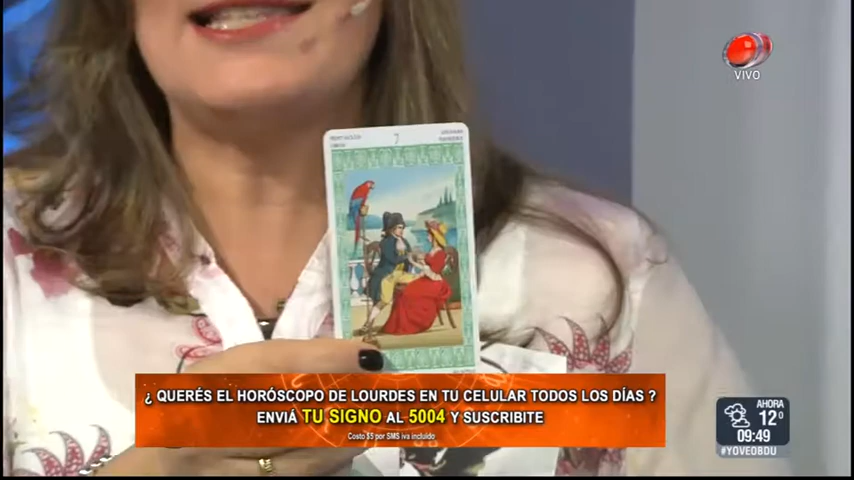 VIVO
7
¿ QUERÉS EL HORÓSCOPO DE LOURDES EN TU CELULAR TODOS LOS DÍAS ?
ENVIÁ TU SIGNO AL 5004 Y SUSCRIBITE
Costo $5 por SMS iva incluido
AHORA
12°
09:49
#YOVEOBDU